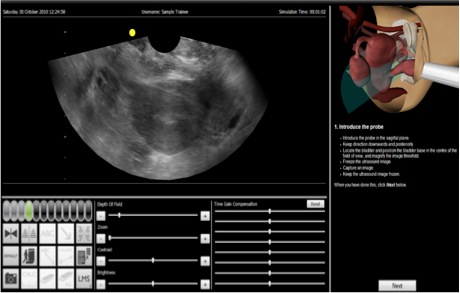 Saturday 30 October 2010 12:24:58
Username: Sample Trainee
Simulation Time: 00:01:02
1. Introduce the probe
Introduce the probe in the sagittal plane
Keep direction downwards and posteriorly
Locate the bladder and position the bladder base in the centre of the
field of view, and magnify the image threefold.
Freeze the ultrasound image
Capture an image
Keep the ultrasound image frozen.
When you have done this, click Next below.
Depth Of Field
Zoom
Contrast
Brightness
Time Gain Compensation
Reset
ABC
DEFAULT
LMS
Next